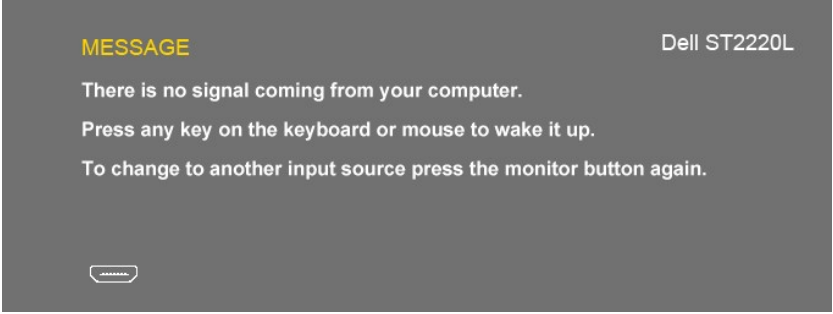 MESSAGE
Dell ST2220L
There is no signal coming from your computer.
Press any key on the keyboard or mouse to wake it up.
To change to another input source press the monitor button again.